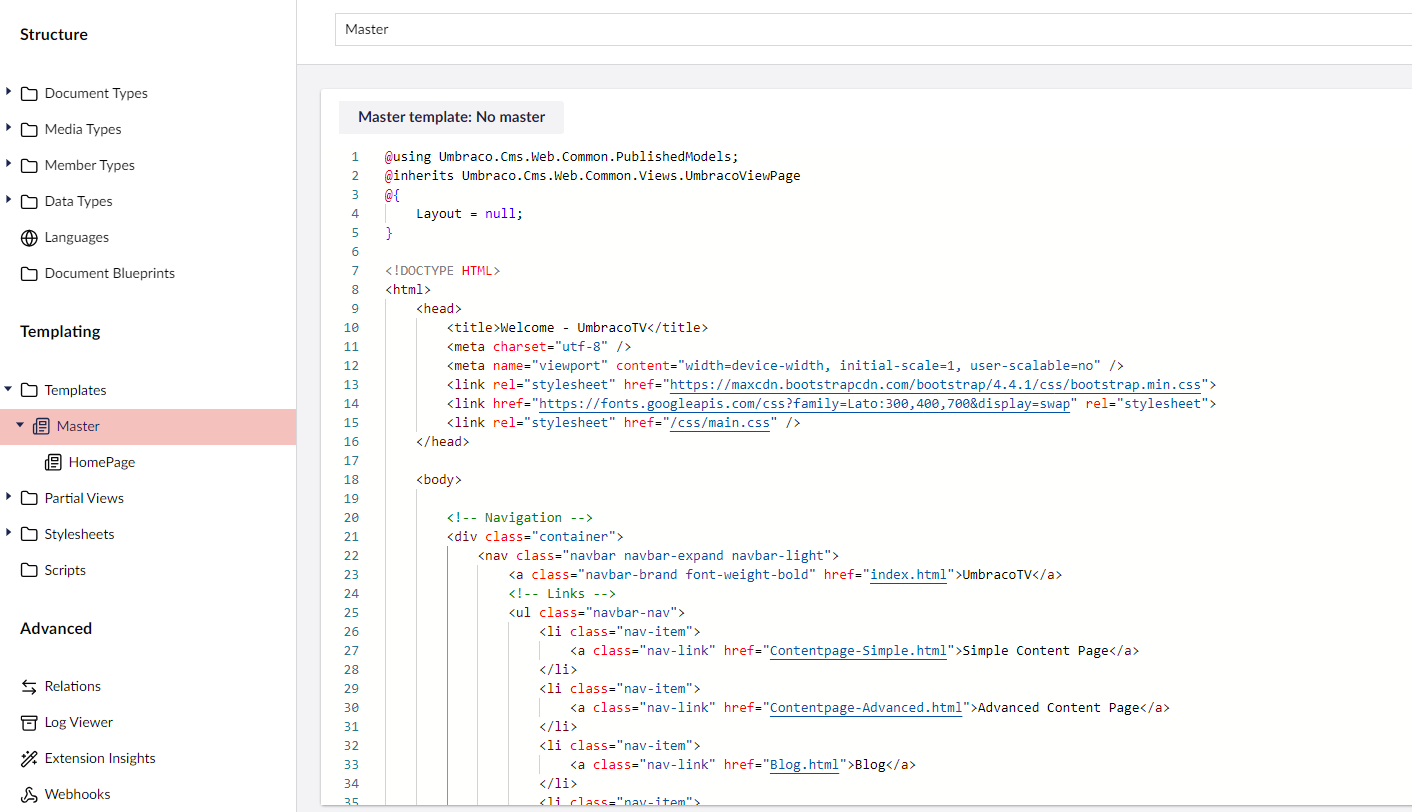 Structure
Document Types
Media Types
Member Types
Data Types
Languages
Document Blueprints
Templating
Templates
Master
HomePage
Partial Views
Stylesheets
Scripts
Advanced
Relations
Log Viewer
Extension Insights
Webhooks
Master
Master template: No master
1 @using Umbraco.Cms.Web.Common.PublishedModels;
2 @inherits Umbraco.Cms.Web.Common.Views.UmbracoViewPage
3 @{
4     Layout = null;
5 }
6
7 <!DOCTYPE HTML>
8 <html>
9     <head>
10         <title>Welcome - UmbracoTV</title>
11         <meta charset="utf-8" />
12         <meta name="viewport" content="width=device-width, initial-scale=1, user-scalable=no" />
13         <link rel="stylesheet" href="https://maxcdn.bootstrapcdn.com/bootstrap/4.4.1/css/bootstrap.min.css">
14         <link href="https://fonts.googleapis.com/css?family=Lato:300,400,700&display=swap" rel="stylesheet">
15         <link rel="stylesheet" href="/css/main.css" />
16     </head>
17
18     <body>
19
20         <!-- Navigation -->
21         <div class="container">
22             <nav class="navbar navbar-expand navbar-light">
23                 <a class="navbar-brand font-weight-bold" href="index.html">UmbracoTV</a>
24                 <!-- Links -->
25                 <ul class="navbar-nav">
26                     <li class="nav-item">
27                         <a class="nav-link" href="Contentpage-Simple.html">Simple Content Page</a>
28                     </li>
29                     <li class="nav-item">
30                         <a class="nav-link" href="Contentpage-Advanced.html">Advanced Content Page</a>
31                     </li>
32                     <li class="nav-item">
33                         <a class="nav-link" href="Blog.html">Blog</a>
34                     </li>
35                     <li class="nav-item">